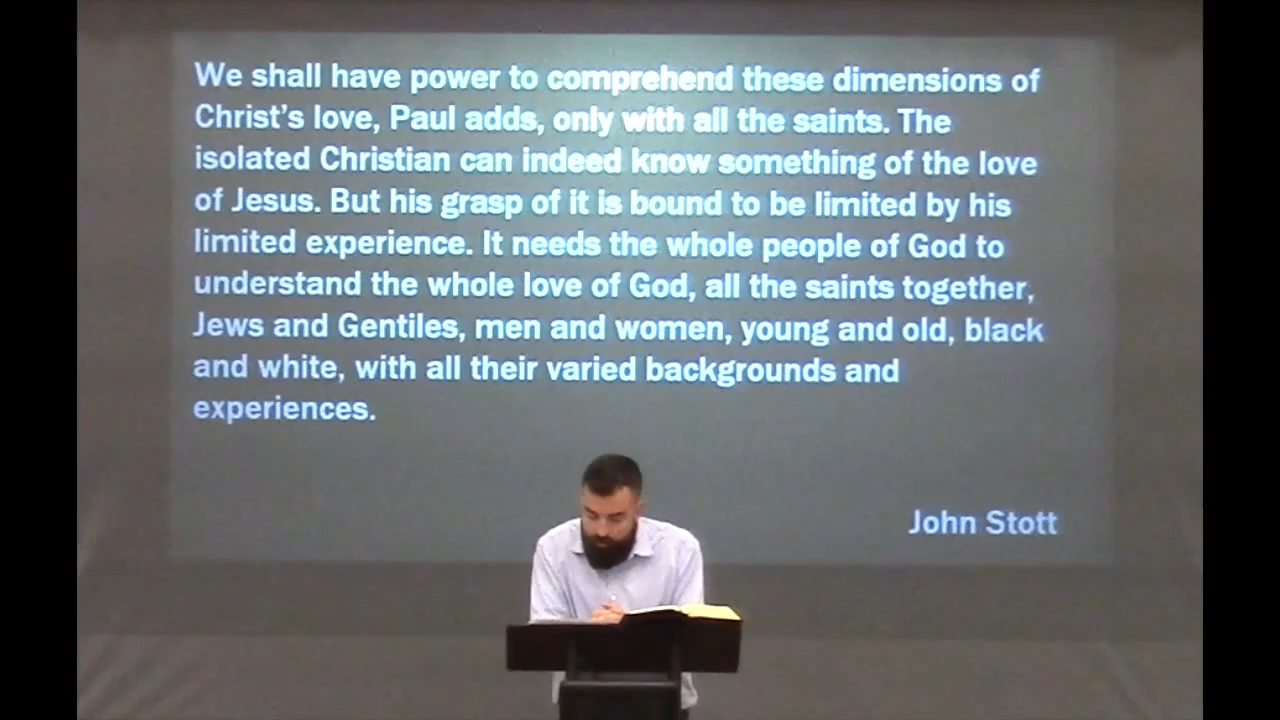 We shall have power to comprehend these dimensions of
Christ’s love, Paul adds, only with all the saints. The
isolated Christian can indeed know something of the love
of Jesus. But his grasp of it is bound to be limited by his
limited experience. It needs the whole people of God to
understand the whole love of God, all the saints together,
Jews and Gentiles, men and women, young and old, black
and white, with all their varied backgrounds and
experiences.
John Stott